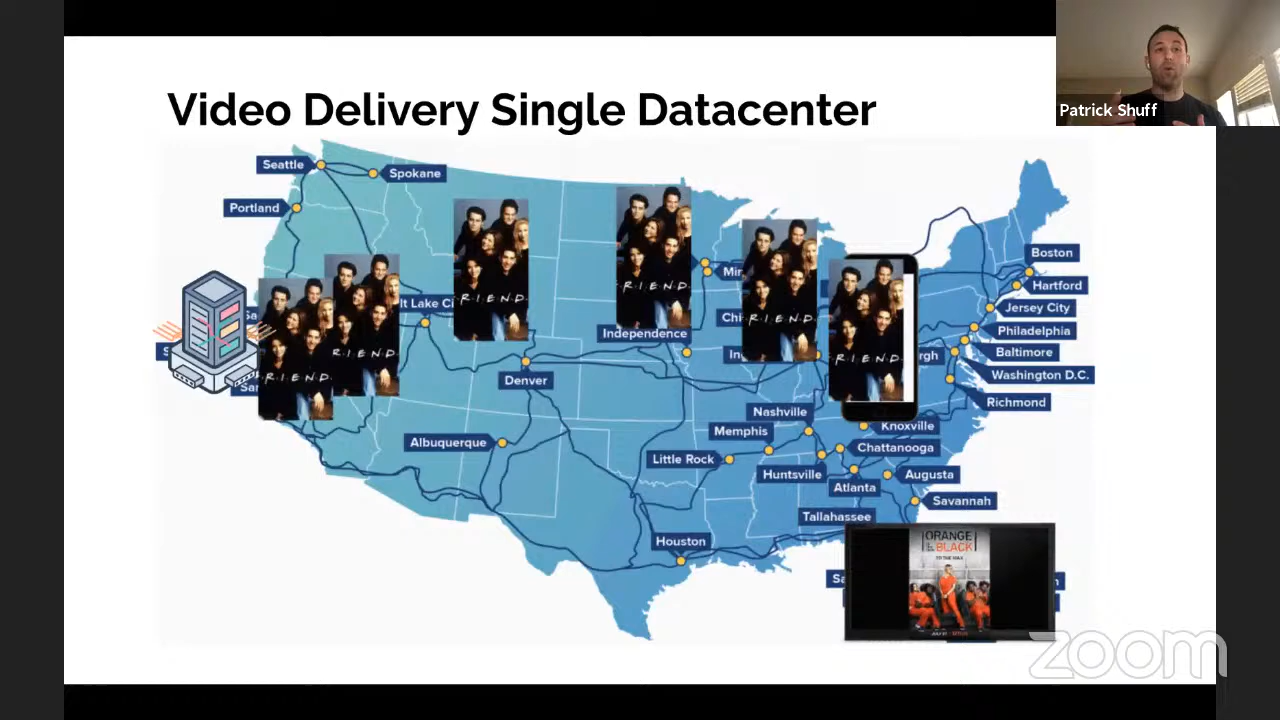 Patrick Shuff
Video Delivery Single Datacenter
Seattle
Spokane
Portland
Boston
Hartford
Jersey City
Philadelphia
Baltimore
Washington D.C.
Richmond
Independence
Denver
Nashville
Memphis
Knoxville
Albuquerque
Chattanooga
Little Rock
Huntsville
Augusta
Atlanta
Savannah
Tallahassee
Houston
R·I·E·N·D
R·I·E·N·D
R·I·E·N·D
R·I·E·N·D
R·I·E·N·D
R·I·E·N·D
ORANGE
BLACK
zoom